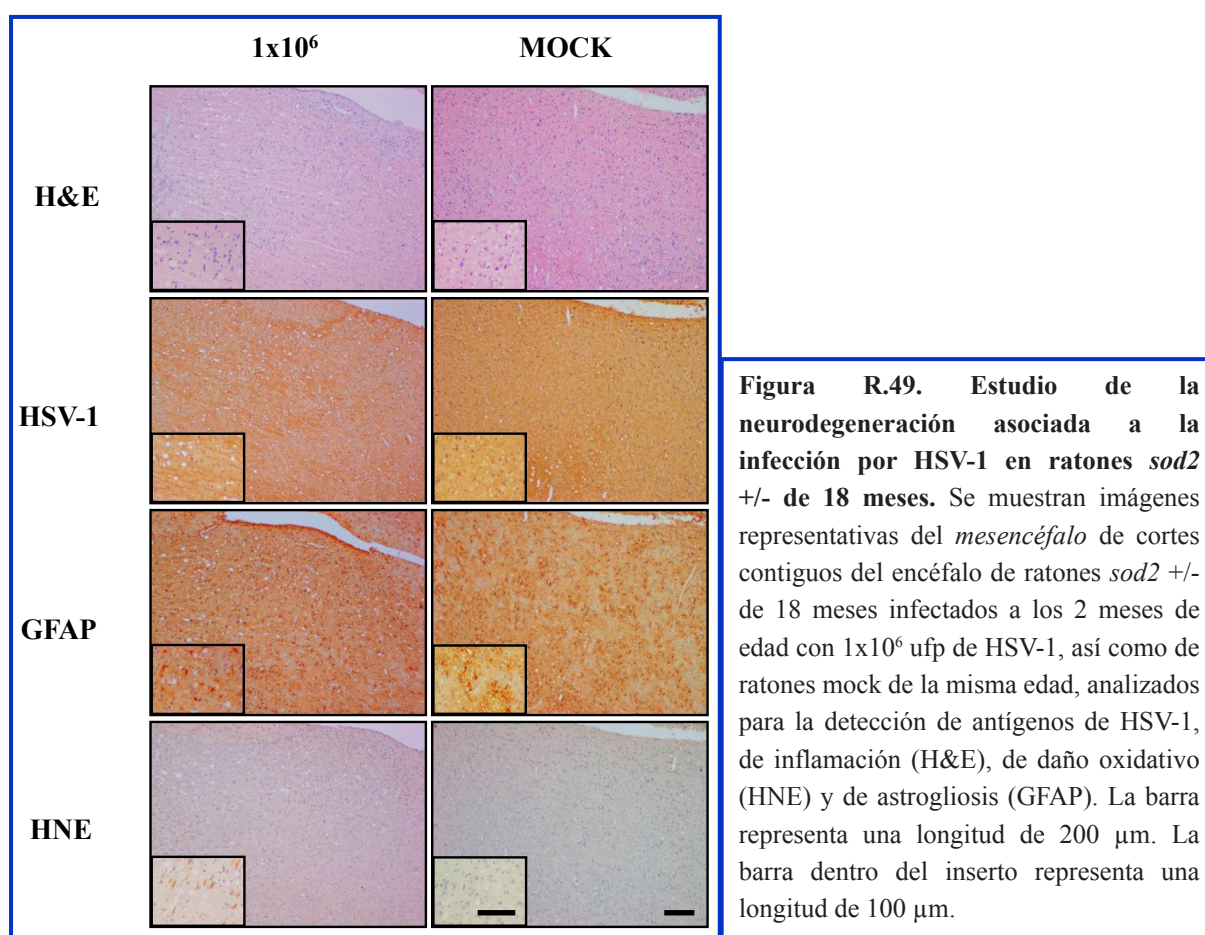 1x10⁶ MOCK
H&E
HSV-1
GFAP
HNE
Figura R.49. Estudio de la
neurodegeneración asociada a la
infección por HSV-1 en ratones sod2
+/- de 18 meses. Se muestran imágenes
representativas del mesencéfalo de cortes
contiguos del encéfalo de ratones sod2 +/-
de 18 meses infectados a los 2 meses de
edad con 1x10⁶ ufp de HSV-1, así como de
ratones mock de la misma edad, analizados
para la detección de antígenos de HSV-1,
de inflamación (H&E), de daño oxidativo
(HNE) y de astrogliosis (GFAP). La barra
representa una longitud de 200 µm. La
barra dentro del inserto representa una
longitud de 100 µm.